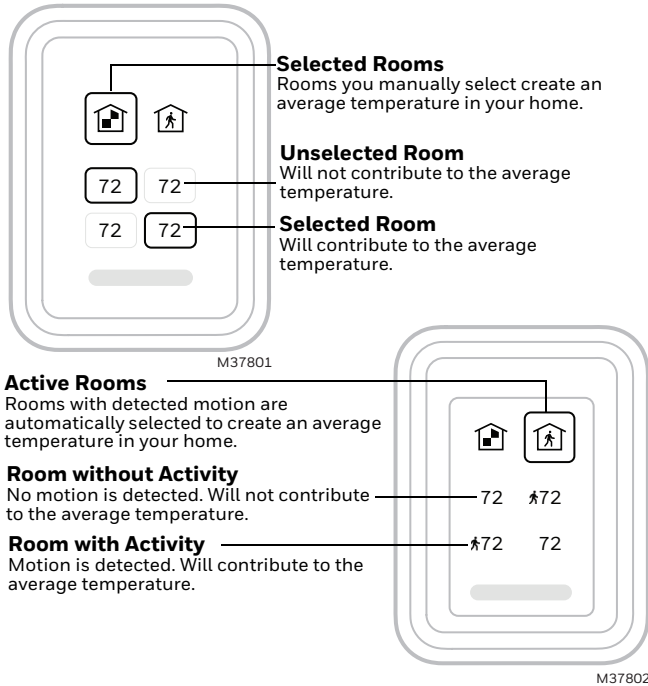 Selected Rooms
Rooms you manually select create an
average temperature in your home.
Unselected Room
Will not contribute to the average
temperature.
Selected Room
Will contribute to the average
temperature.
72 72
72 72
M37801
Active Rooms
Rooms with detected motion are
automatically selected to create an average
temperature in your home.
Room without Activity
No motion is detected. Will not contribute
to the average temperature.
Room with Activity
Motion is detected. Will contribute to the
average temperature.
72 72
72 72
M37802